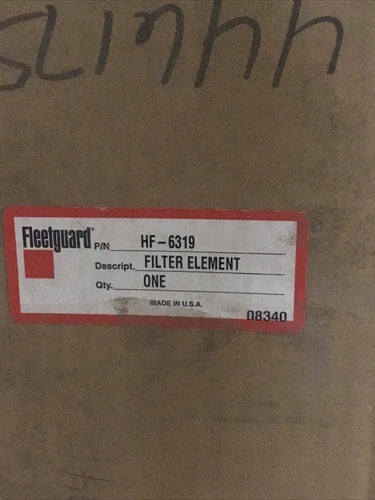 Fleetguard® P/N HF-6319
Descript. FILTER ELEMENT
Qty. ONE
MADE IN U.S.A.
08340